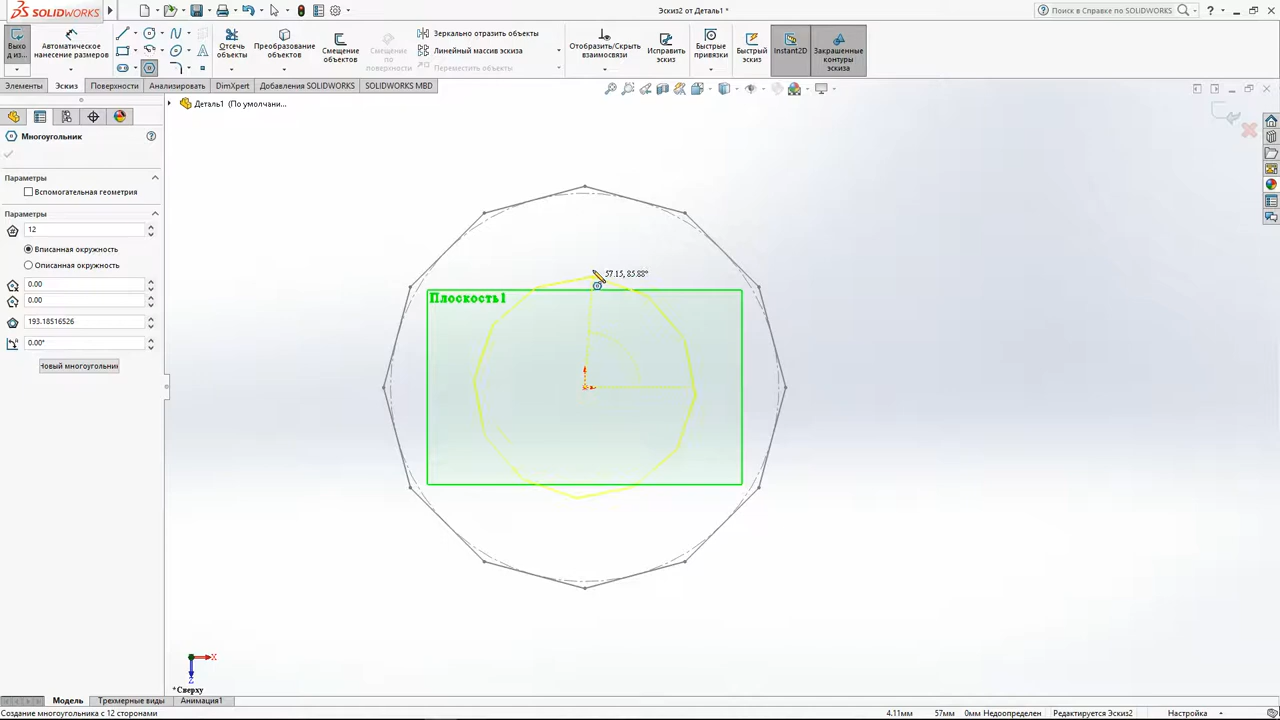 SOLIDWORKS
Эскиз2 от Деталь1 *
Поиск в Справке по SOLIDWORKS
Выхо д из...
Автоматическое нанесение размеров
Отсечь объекты
Преобразование объектов
Смещение объектов
Смещение по поверхности
Зеркально отразить объекты
Линейный массив эскиза
Переместить объекты
Отобразить/Скрыть взаимосвязи
Исправить эскиз
Быстрые привязки
Быстрый эскиз
Instant2D
Закрашенные контуры эскиза
Элементы
Эскиз
Поверхности
Анализировать
DimXpert
Добавления SOLIDWORKS
SOLIDWORKS MBD
Деталь1 (По умолчани...
Многоугольник
Параметры
Вспомогательная геометрия
Параметры
12
Вписанная окружность
Описанная окружность
0.00
0.00
193.18516526
0.00°
Новый многоугольник
57.15, 85.88°
Плоскость1
X
Z
*Сверху
Модель
Трехмерные виды
Анимация1
Создание многоугольника с 12 сторонами
4.11мм
57мм
0мм Недоопределен
Редактируется Эскиз2
Настройка